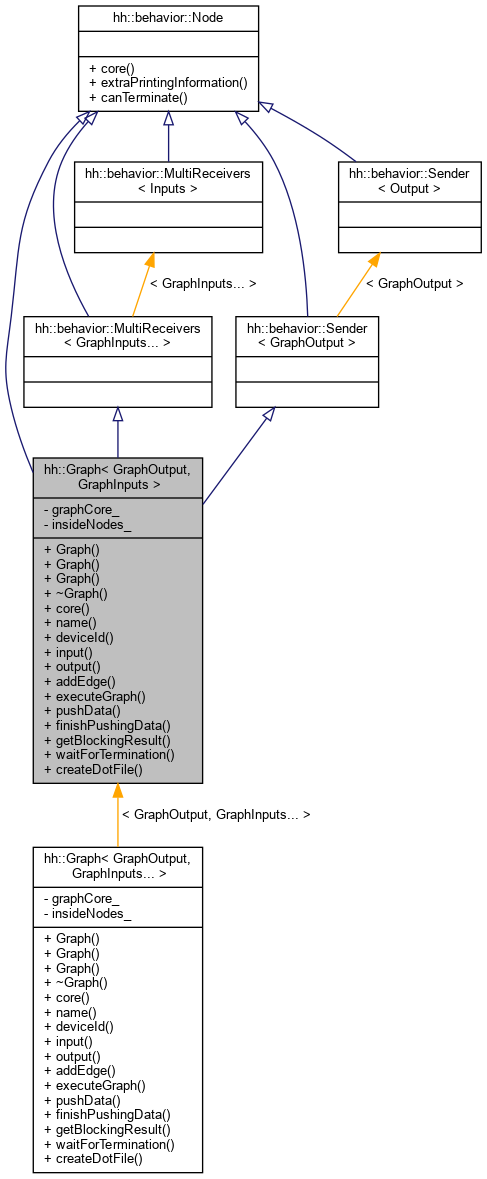 hh::behavior::Node
+ core()
+ extraPrintingInformation()
+ canTerminate()
hh::behavior::MultiReceivers
< Inputs >
hh::behavior::Sender
< Output >
< GraphInputs... >
< GraphOutput >
hh::behavior::MultiReceivers
< GraphInputs... >
hh::behavior::Sender
< GraphOutput >
hh::Graph< GraphOutput,
GraphInputs >
- graphCore_
- insideNodes_
+ Graph()
+ Graph()
+ Graph()
+ ~Graph()
+ core()
+ name()
+ deviceId()
+ input()
+ output()
+ addEdge()
+ executeGraph()
+ pushData()
+ finishPushingData()
+ getBlockingResult()
+ waitForTermination()
+ createDotFile()
< GraphOutput, GraphInputs... >
hh::Graph< GraphOutput,
GraphInputs... >
- graphCore_
- insideNodes_
+ Graph()
+ Graph()
+ Graph()
+ ~Graph()
+ core()
+ name()
+ deviceId()
+ input()
+ output()
+ addEdge()
+ executeGraph()
+ pushData()
+ finishPushingData()
+ getBlockingResult()
+ waitForTermination()
+ createDotFile()